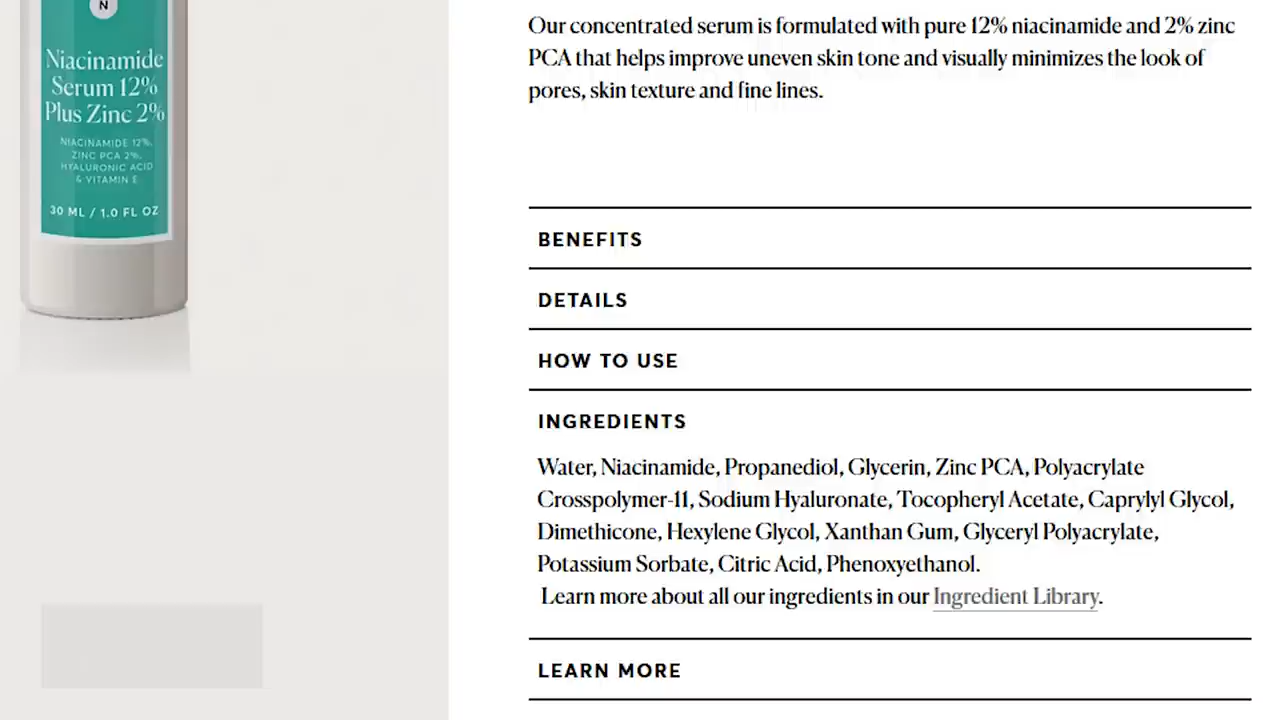 N
Niacinamide
Serum 12%
Plus Zinc 2%
NIACINAMIDE 12%,
ZINC PCA 2%,
HYALURONIC ACID
& VITAMIN E
30 ML / 1.0 FL OZ
Our concentrated serum is formulated with pure 12% niacinamide and 2% zinc
PCA that helps improve uneven skin tone and visually minimizes the look of
pores, skin texture and fine lines.
BENEFITS
DETAILS
HOW TO USE
INGREDIENTS
Water, Niacinamide, Propanediol, Glycerin, Zinc PCA, Polyacrylate
Crosspolymer-11, Sodium Hyaluronate, Tocopheryl Acetate, Caprylyl Glycol,
Dimethicone, Hexylene Glycol, Xanthan Gum, Glyceryl Polyacrylate,
Potassium Sorbate, Citric Acid, Phenoxyethanol.
Learn more about all our ingredients in our Ingredient Library.
LEARN MORE